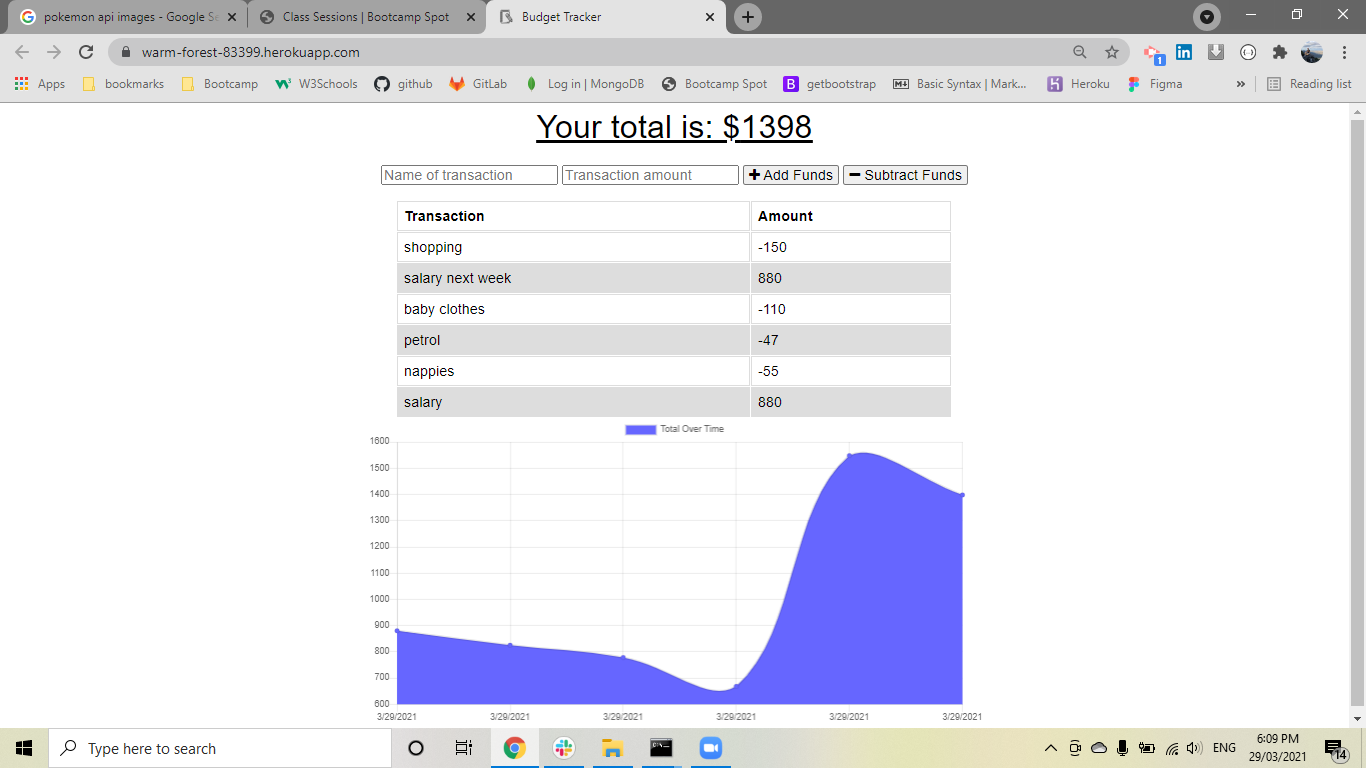 pokemon api images - Google Se
Class Sessions | Bootcamp Spot
Budget Tracker
warm-forest-83399.herokuapp.com
1
Apps
bookmarks
Bootcamp
W3Schools
github
GitLab
Log in | MongoDB
Bootcamp Spot
getbootstrap
Basic Syntax | Mark...
Heroku
Figma
»
Reading list
Your total is: $1398
Name of transaction
Transaction amount
Add Funds
Subtract Funds
Transaction Amount
shopping -150
salary next week 880
baby clothes -110
petrol -47
nappies -55
salary 880
Total Over Time
1600
1500
1400
1300
1200
1100
1000
900
800
700
600
3/29/2021 3/29/2021 3/29/2021 3/29/2021 3/29/2021 3/29/2021
Type here to search
ENG
6:09 PM
29/03/2021
14